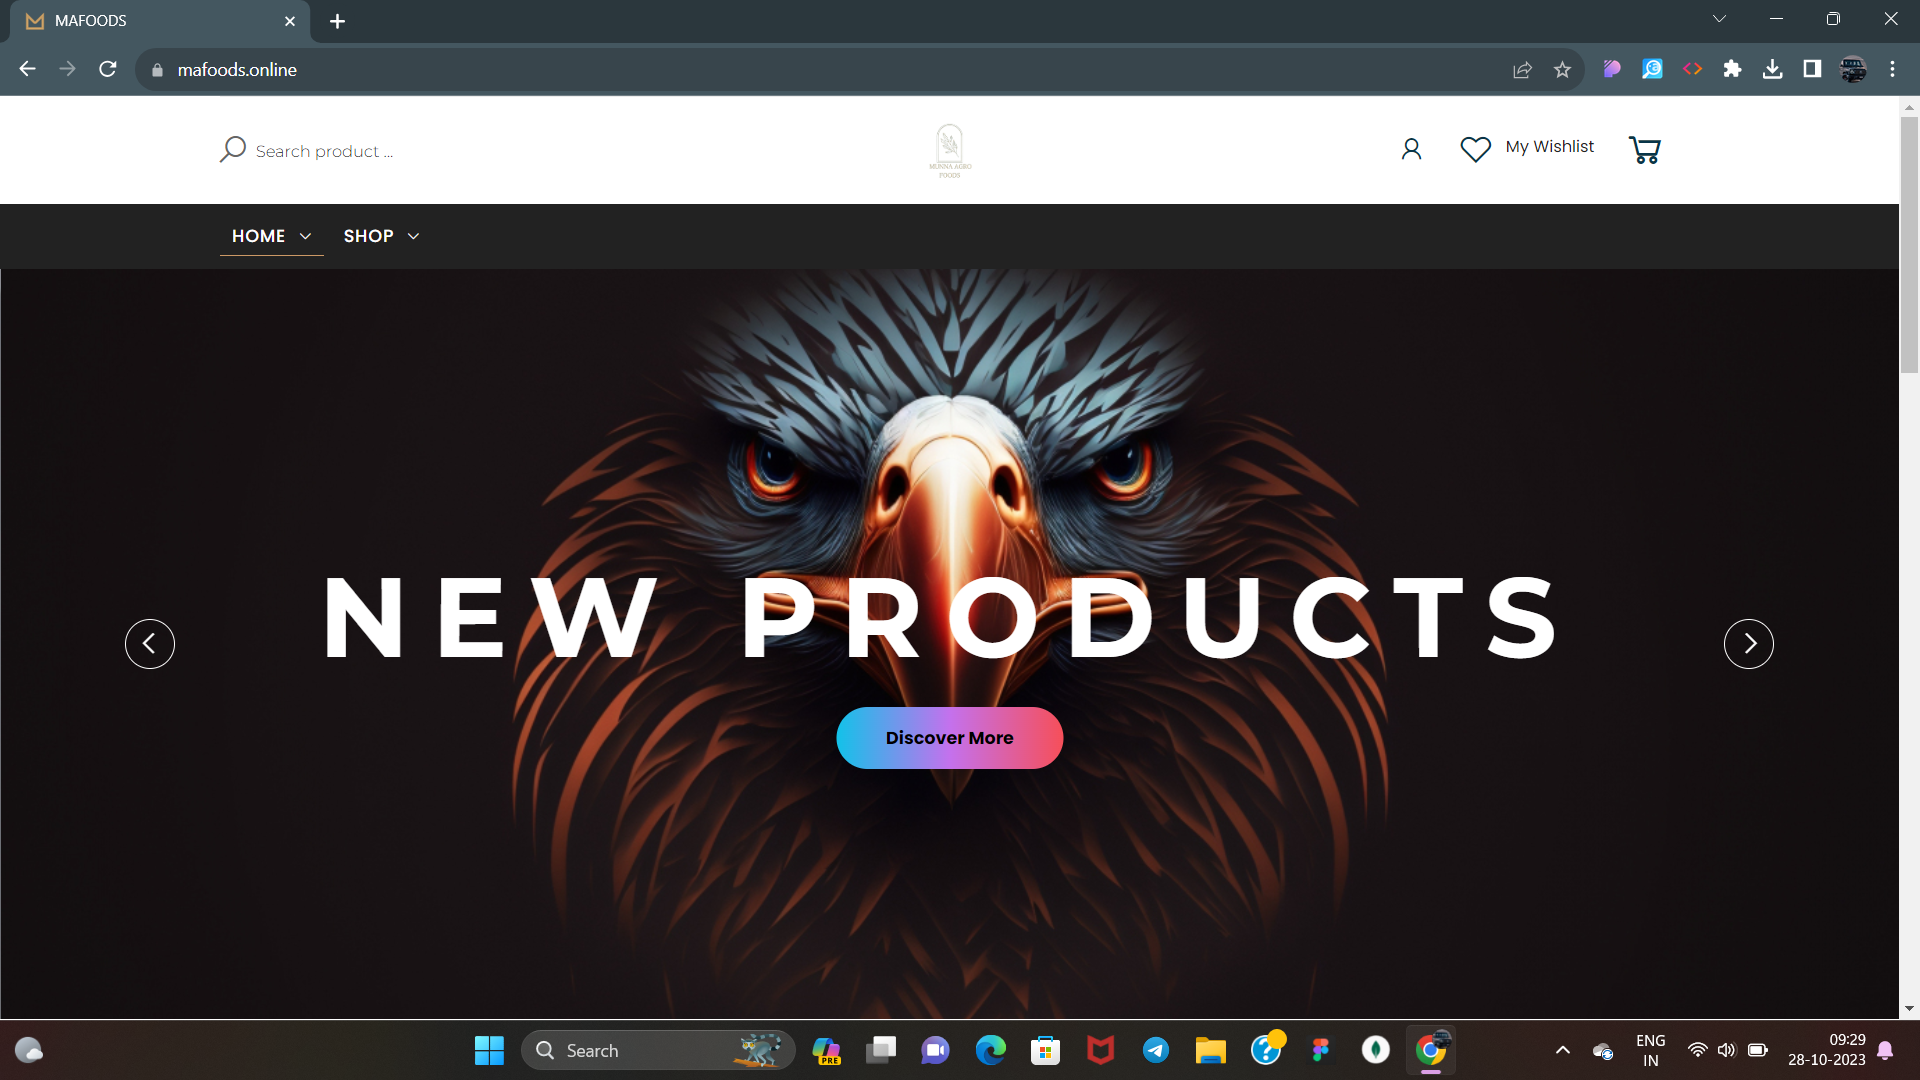 MAFOODS
mafoods.online
Search product ...
MUNNA AGRO
FOODS
My Wishlist
HOME
SHOP
NEW PRODUCTS
Discover More
Search
PRE
ENG
IN
09:29
28-10-2023